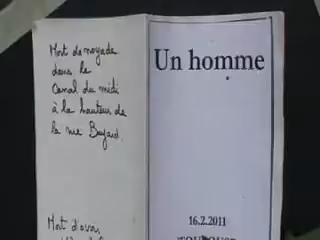 Mort de noyade
dans le
Canal du midi
à la hauteur de
la rue Bayard.
Mort d'avoir
Un homme
16.2.2011
TOULOUSE